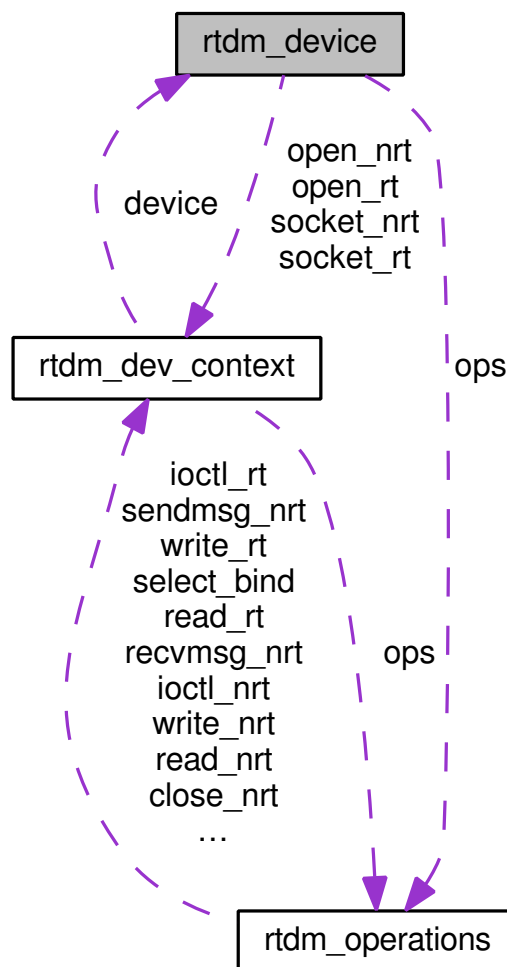 rtdm_device
open_nrt
open_rt
socket_nrt
socket_rt
device
rtdm_dev_context
ops
ioctl_rt
sendmsg_nrt
write_rt
select_bind
read_rt
recvmsg_nrt
ioctl_nrt
write_nrt
read_nrt
close_nrt
...
ops
rtdm_operations